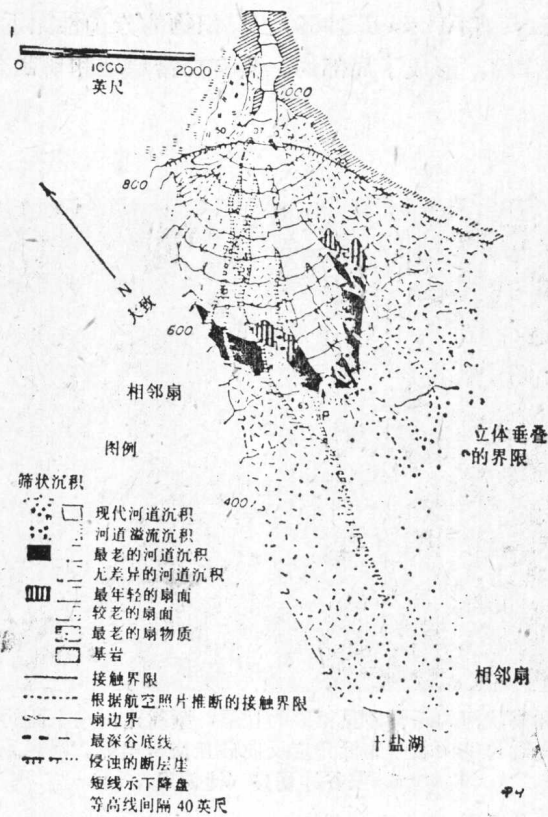 0 1000 2000
英尺
1000
50
37
800
N
大致
600
相邻扇
63
P
立体垂叠
的界限
图例
筛状沉积
400
现代河道沉积
河道溢流沉积
最老的河道沉积
无差异的河道沉积
最年轻的扇面
较老的扇面
最老的扇物质
基岩
接触界限
根据航空照片推断的接触界限
扇边界
最深谷底线
侵蚀的断层崖
短线示下降盘
等高线间隔 40 英尺
相邻扇
干盐湖